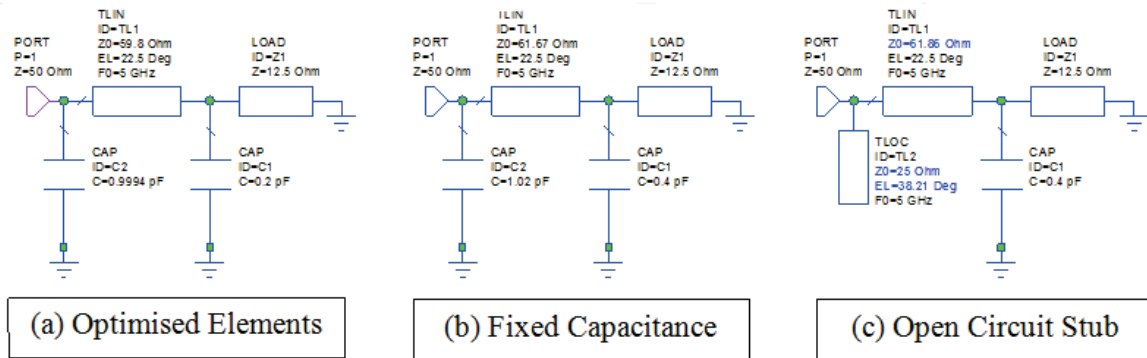 TLIN
ID=TL1
Z0=59.8 Ohm
EL=22.5 Deg
F0=5 GHz
PORT
P=1
Z=50 Ohm
LOAD
ID=Z1
Z=12.5 Ohm
CAP
ID=C2
C=0.9994 pF
CAP
ID=C1
C=0.2 pF
(a) Optimised Elements
TLIN
ID=TL1
Z0=61.67 Ohm
EL=22.5 Deg
F0=5 GHz
PORT
P=1
Z=50 Ohm
LOAD
ID=Z1
Z=12.5 Ohm
CAP
ID=C2
C=1.02 pF
CAP
ID=C1
C=0.4 pF
(b) Fixed Capacitance
TLIN
ID=TL1
Z0=61.86 Ohm
EL=22.5 Deg
F0=5 GHz
PORT
P=1
Z=50 Ohm
LOAD
ID=Z1
Z=12.5 Ohm
TLOC
ID=TL2
Z0=25 Ohm
EL=38.21 Deg
F0=5 GHz
CAP
ID=C1
C=0.4 pF
(c) Open Circuit Stub